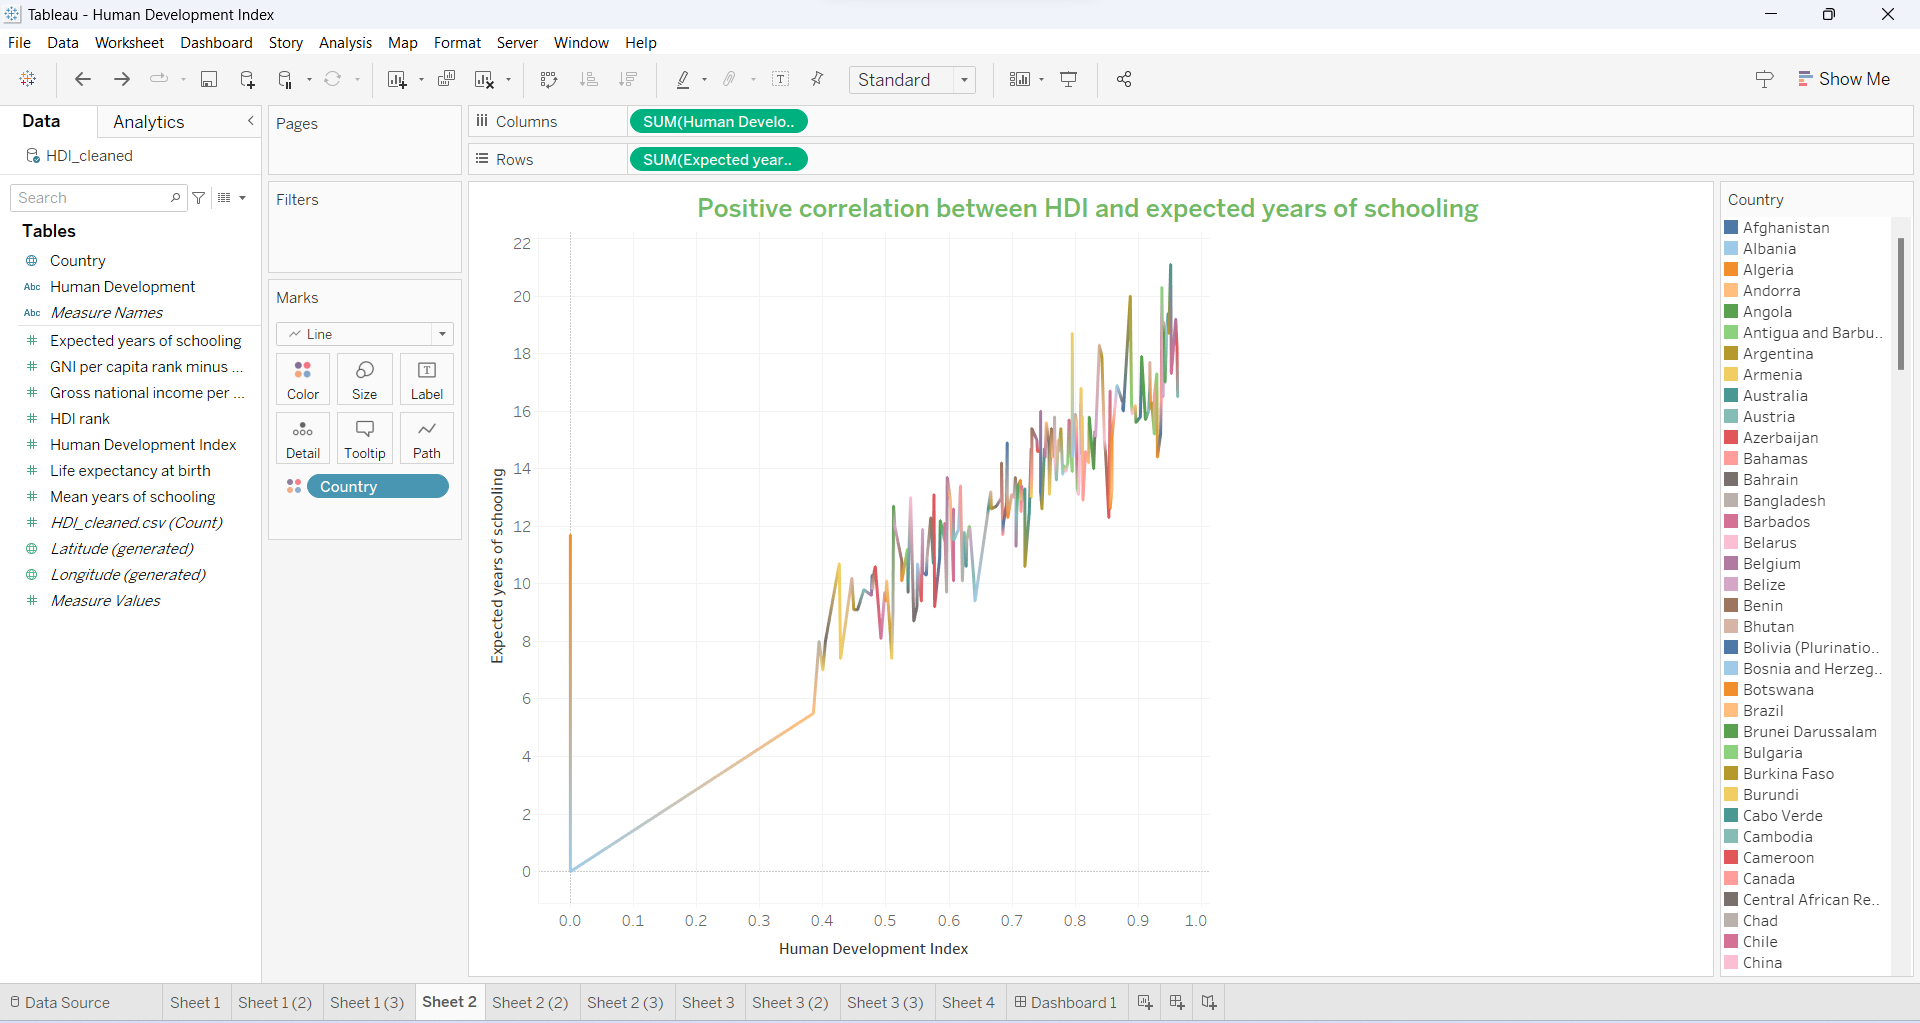 Tableau - Human Development Index
File Data Worksheet Dashboard Story Analysis Map Format Server Window Help
Standard
Show Me
Data Analytics
HDI_cleaned
Search
Tables
Country
Abc Human Development
Abc Measure Names
Expected years of schooling
GNI per capita rank minus ...
Gross national income per ...
HDI rank
Human Development Index
Life expectancy at birth
Mean years of schooling
HDI_cleaned.csv (Count)
Latitude (generated)
Longitude (generated)
Measure Values
Pages
Filters
Marks
Line
Color Size Label
Detail Tooltip Path
Country
Columns SUM(Human Develo..
Rows SUM(Expected year..
Positive correlation between HDI and expected years of schooling
22
20
18
16
14
12
10
8
6
4
2
0
Expected years of schooling
0.0 0.1 0.2 0.3 0.4 0.5 0.6 0.7 0.8 0.9 1.0
Human Development Index
Country
Afghanistan
Albania
Algeria
Andorra
Angola
Antigua and Barbu..
Argentina
Armenia
Australia
Austria
Azerbaijan
Bahamas
Bahrain
Bangladesh
Barbados
Belarus
Belgium
Belize
Benin
Bhutan
Bolivia (Plurinatio..
Bosnia and Herzeg..
Botswana
Brazil
Brunei Darussalam
Bulgaria
Burkina Faso
Burundi
Cabo Verde
Cambodia
Cameroon
Canada
Central African Re..
Chad
Chile
China
Data Source Sheet 1 Sheet 1 (2) Sheet 1 (3) Sheet 2 Sheet 2 (2) Sheet 2 (3) Sheet 3 Sheet 3 (2) Sheet 3 (3) Sheet 4 Dashboard 1